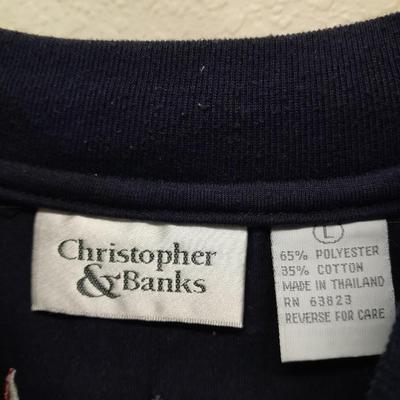 Christopher
& Banks
L
65% POLYESTER
35% COTTON
MADE IN THAILAND
RN 63823
REVERSE FOR CARE